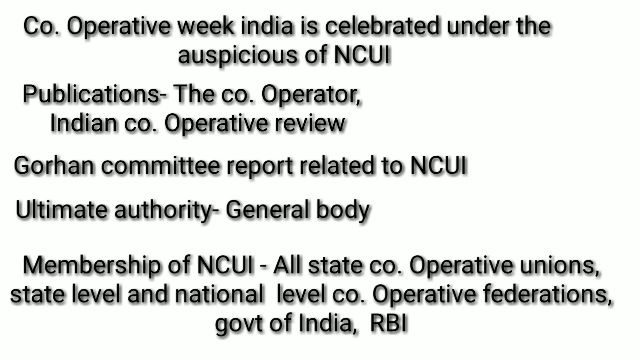 Co. Operative week india is celebrated under the
auspicious of NCUI
Publications- The co. Operator,
Indian co. Operative review
Gorhan committee report related to NCUI
Ultimate authority- General body
Membership of NCUI - All state co. Operative unions,
state level and national level co. Operative federations,
govt of India, RBI